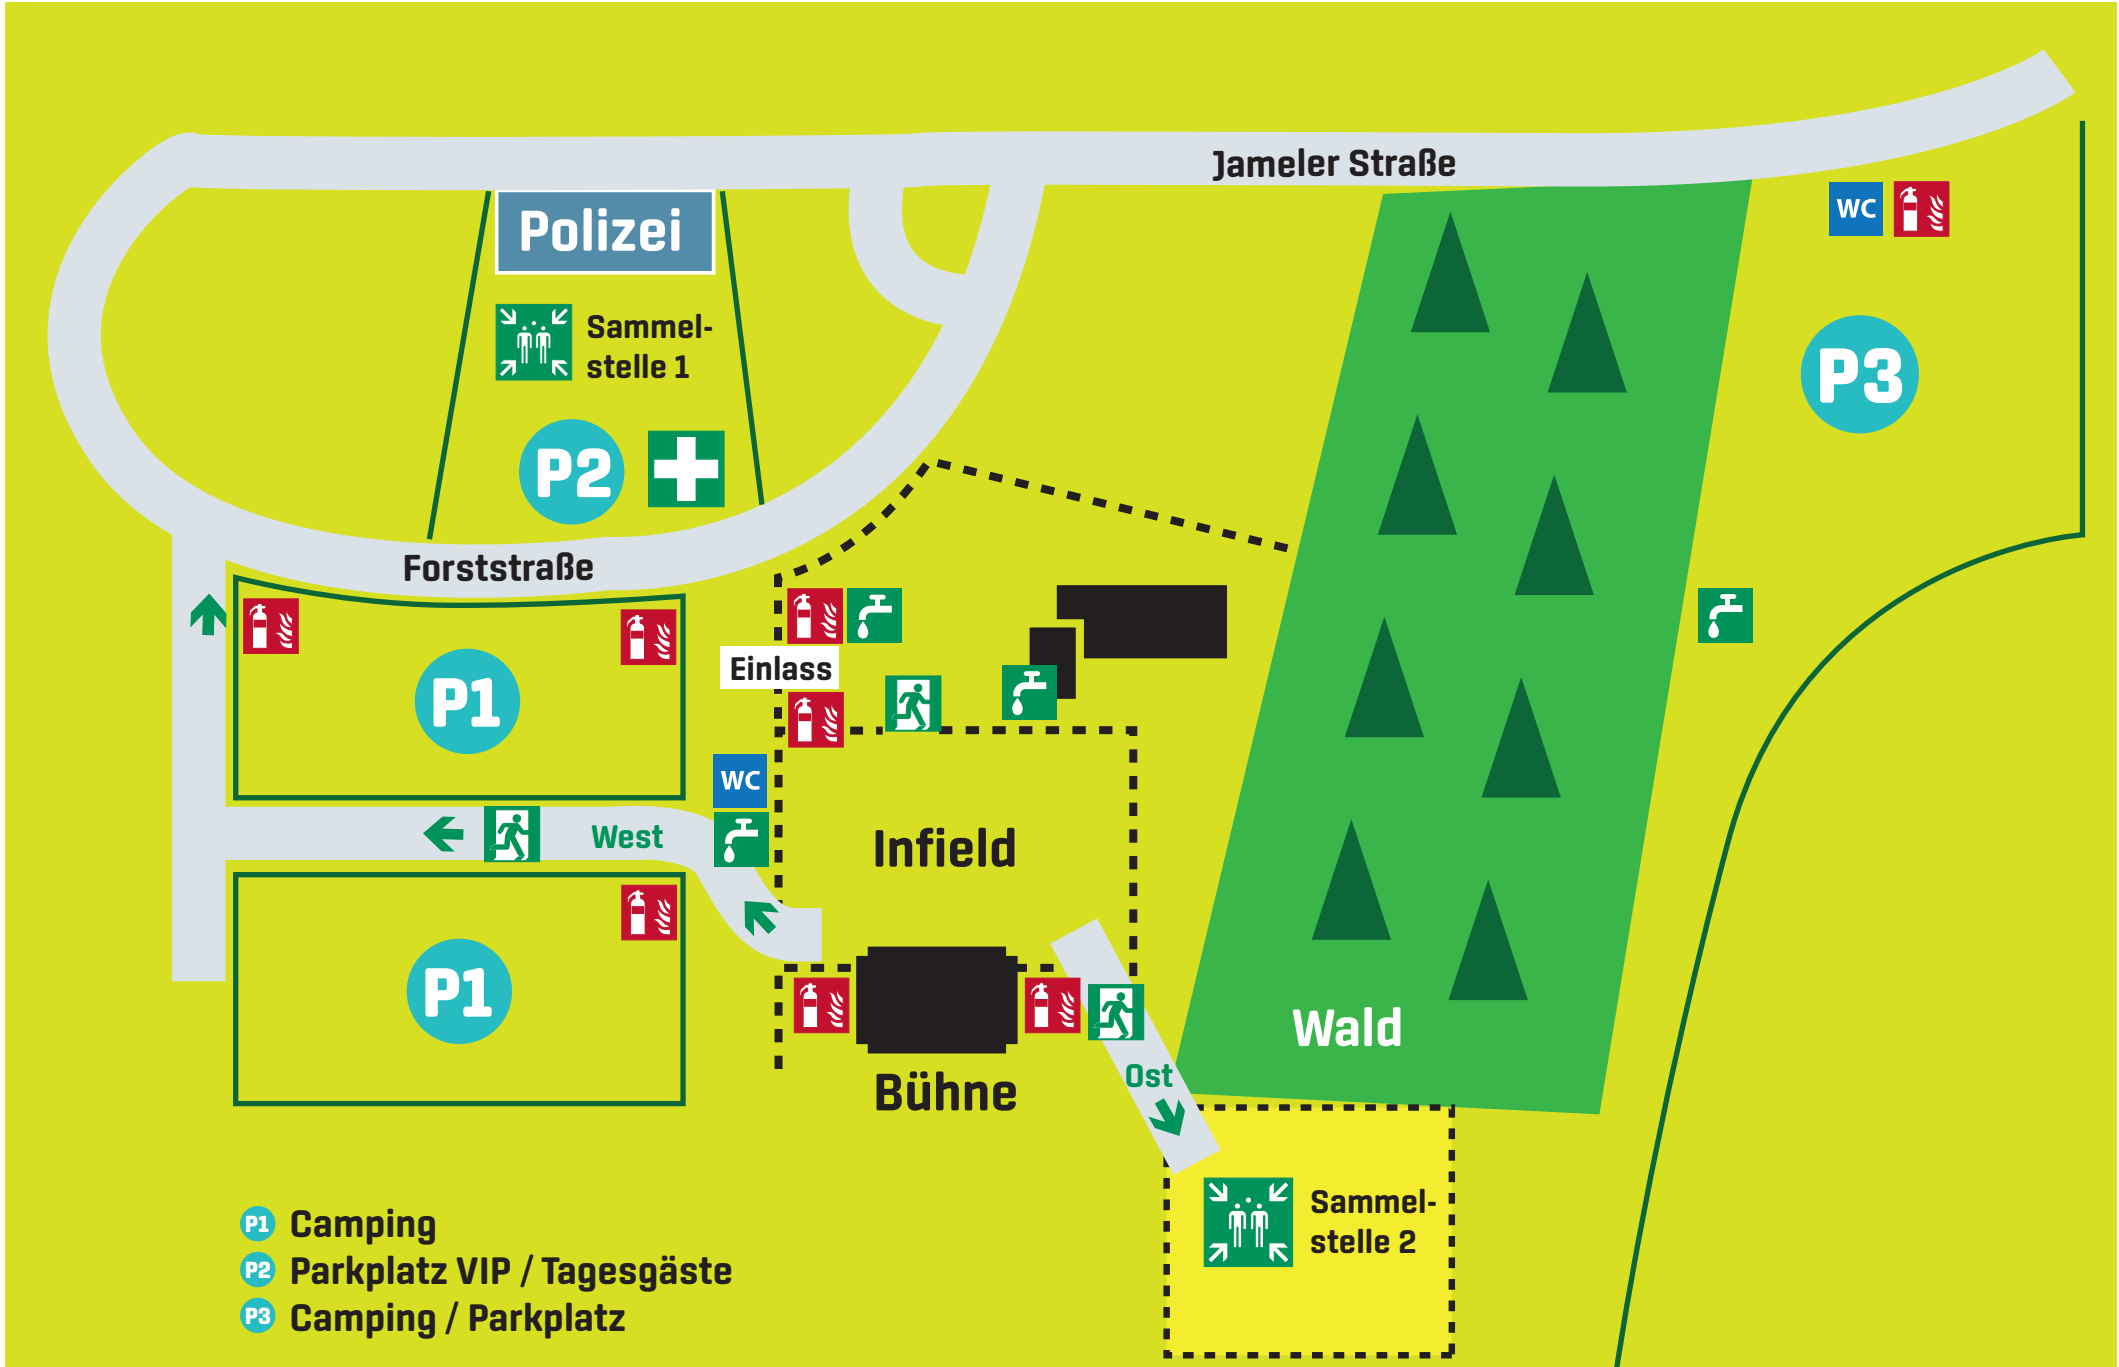 Jameler Straße
Polizei
WC
Sammel-
stelle 1
P3
P2
Forststraße
Einlass
P1
WC
West
Infield
P1
Wald
Ost
Bühne
Sammel-
stelle 2
P1 Camping
P2 Parkplatz VIP / Tagesgäste
P3 Camping / Parkplatz